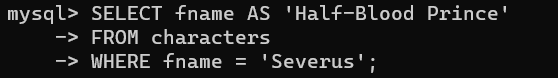 mysql> SELECT fname AS 'Half-Blood Prince'
    -> FROM characters
    -> WHERE fname = 'Severus';